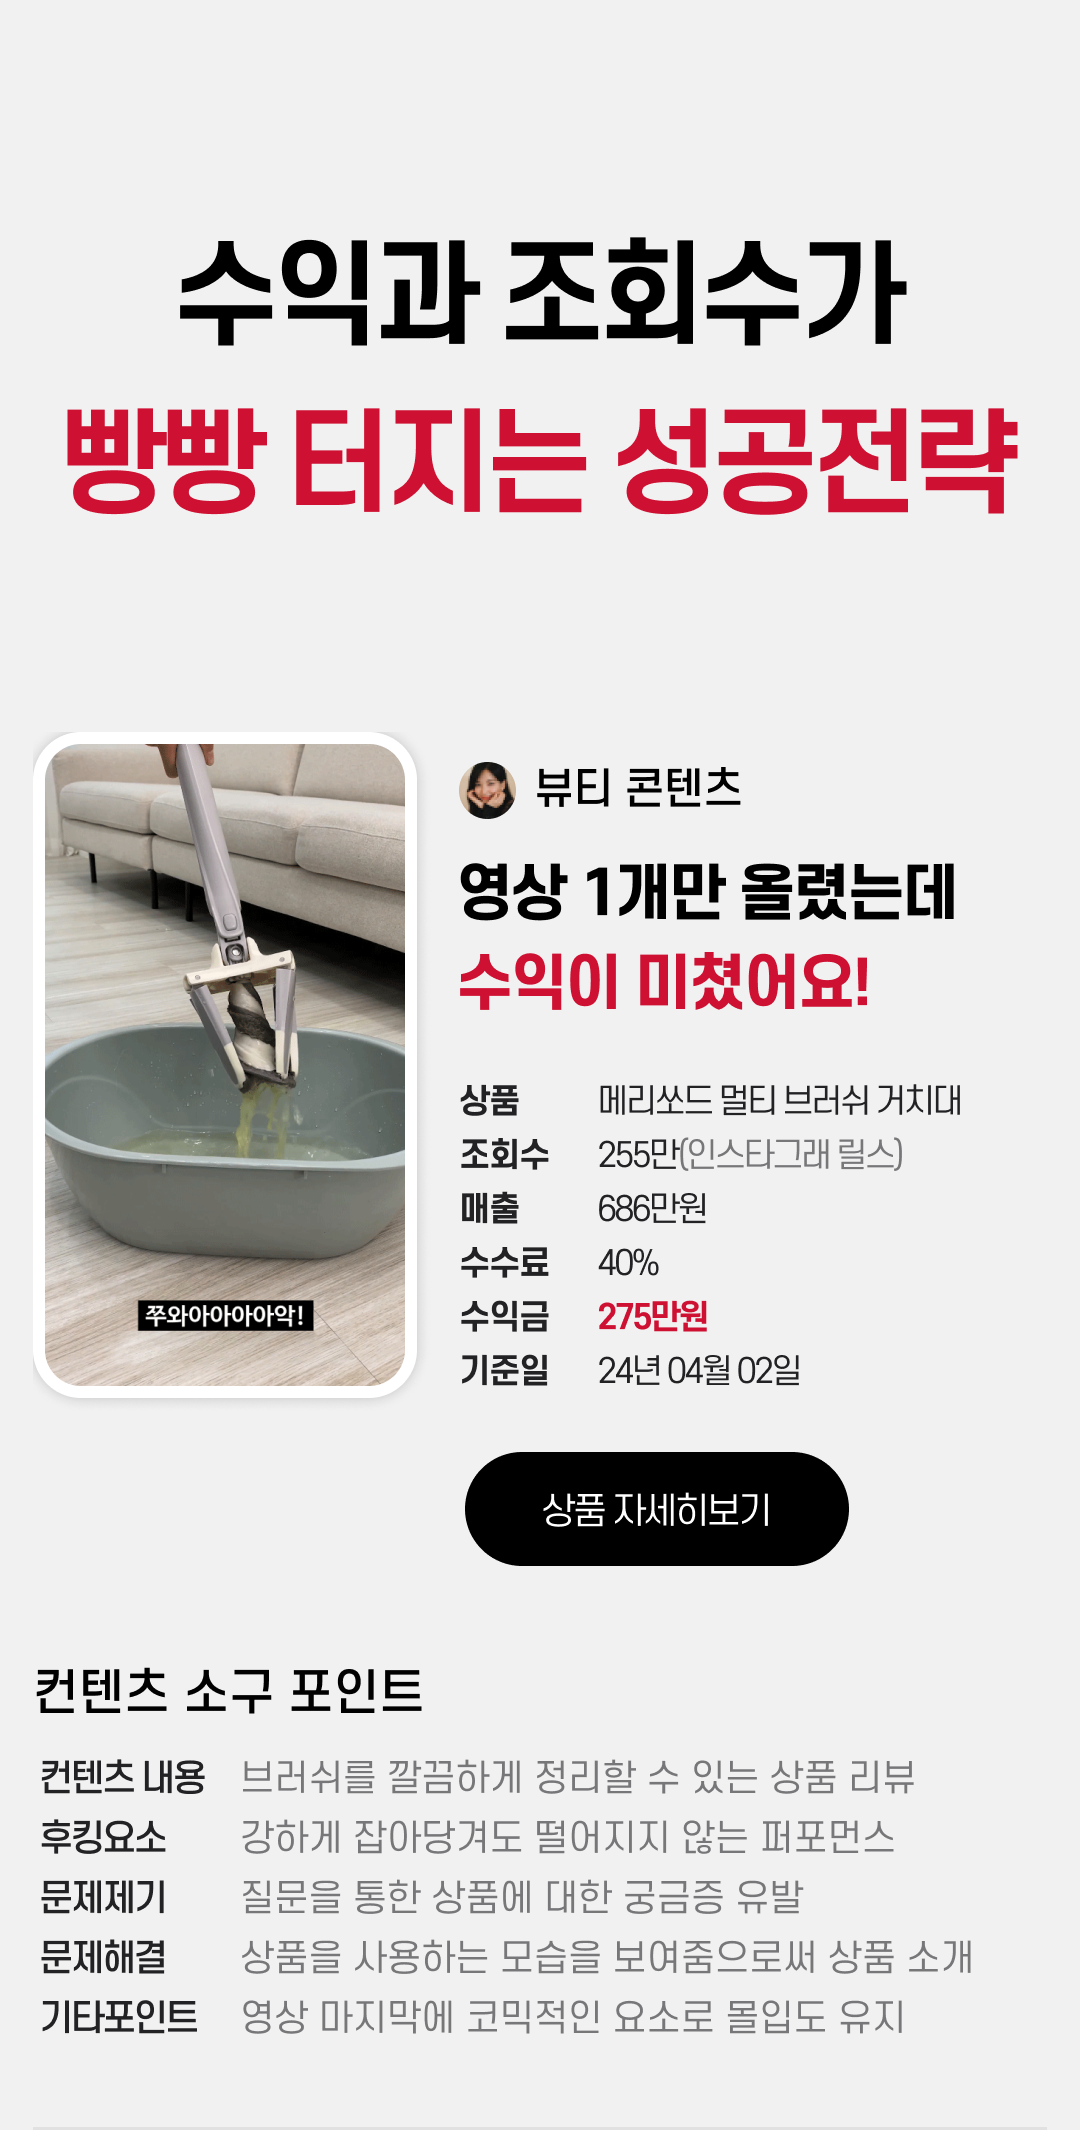 수익과 조회수가
빵빵 터지는 성공전략
뷰티 콘텐츠
영상 1개만 올렸는데
수익이 미쳤어요!
상품 메리쏘드 멀티 브러쉬 거치대
조회수 255만(인스타그래 릴스)
매출 686만원
수수료 40%
수익금 275만원
기준일 24년 04월 02일
쭈와아아아아악!
상품 자세히보기
컨텐츠 소구 포인트
컨텐츠 내용 브러쉬를 깔끔하게 정리할 수 있는 상품 리뷰
후킹요소 강하게 잡아당겨도 떨어지지 않는 퍼포먼스
문제제기 질문을 통한 상품에 대한 궁금증 유발
문제해결 상품을 사용하는 모습을 보여줌으로써 상품 소개
기타포인트 영상 마지막에 코믹적인 요소로 몰입도 유지